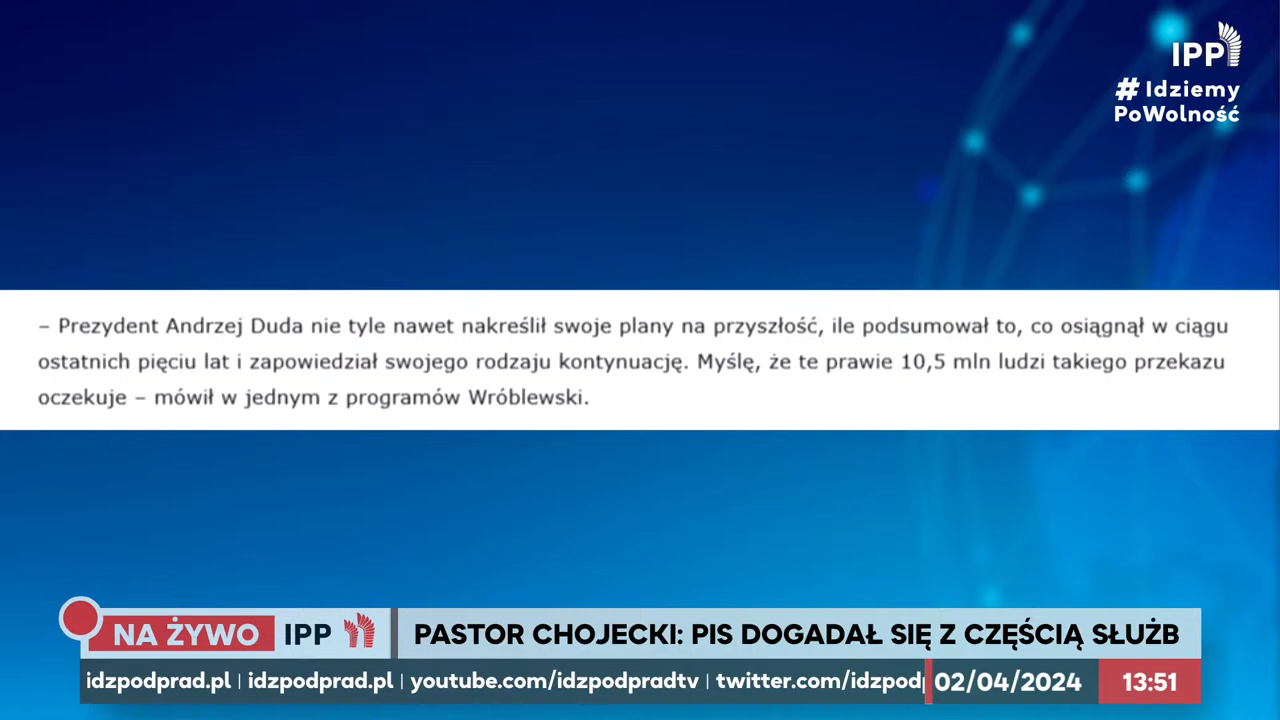 IPP
# Idziemy
PoWolność
– Prezydent Andrzej Duda nie tyle nawet nakreślił swoje plany na przyszłość, ile podsumował to, co osiągnął w ciągu
ostatnich pięciu lat i zapowiedział swojego rodzaju kontynuację. Myślę, że te prawie 10,5 mln ludzi takiego przekazu
oczekuje – mówił w jednym z programów Wróblewski.
NA ŻYWO IPP PASTOR CHOJECKI: PIS DOGADAŁ SIĘ Z CZĘŚCIĄ SŁUŻB
idzpodprad.pl | idzpodprad.pl | youtube.com/idzpodpradtv | twitter.com/idzpodp 02/04/2024 13:51